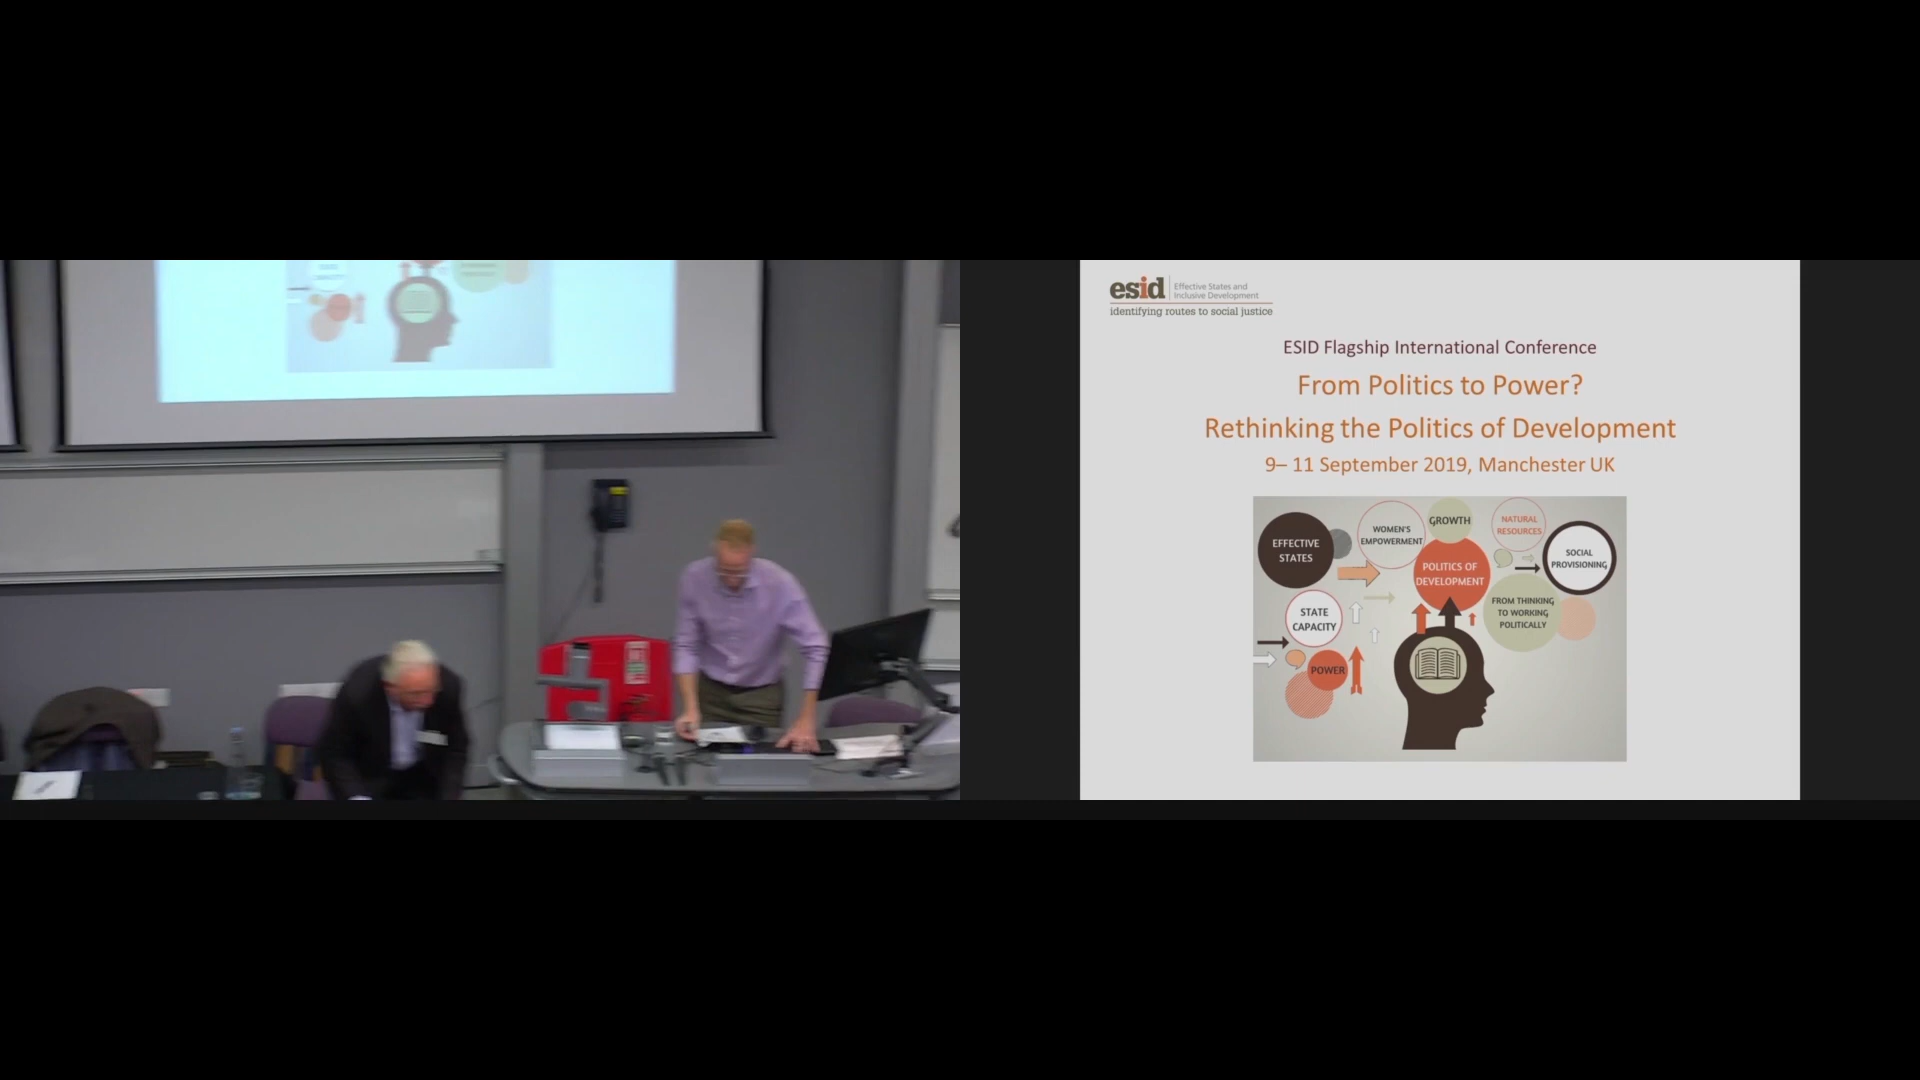 esid
Effective States and
Inclusive Development
identifying routes to social justice
ESID Flagship International Conference
From Politics to Power?
Rethinking the Politics of Development
9– 11 September 2019, Manchester UK
EFFECTIVE
STATES
WOMEN'S
EMPOWERMENT
GROWTH
NATURAL
RESOURCES
SOCIAL
PROVISIONING
POLITICS OF
DEVELOPMENT
FROM THINKING
TO WORKING
POLITICALLY
STATE
CAPACITY
POWER